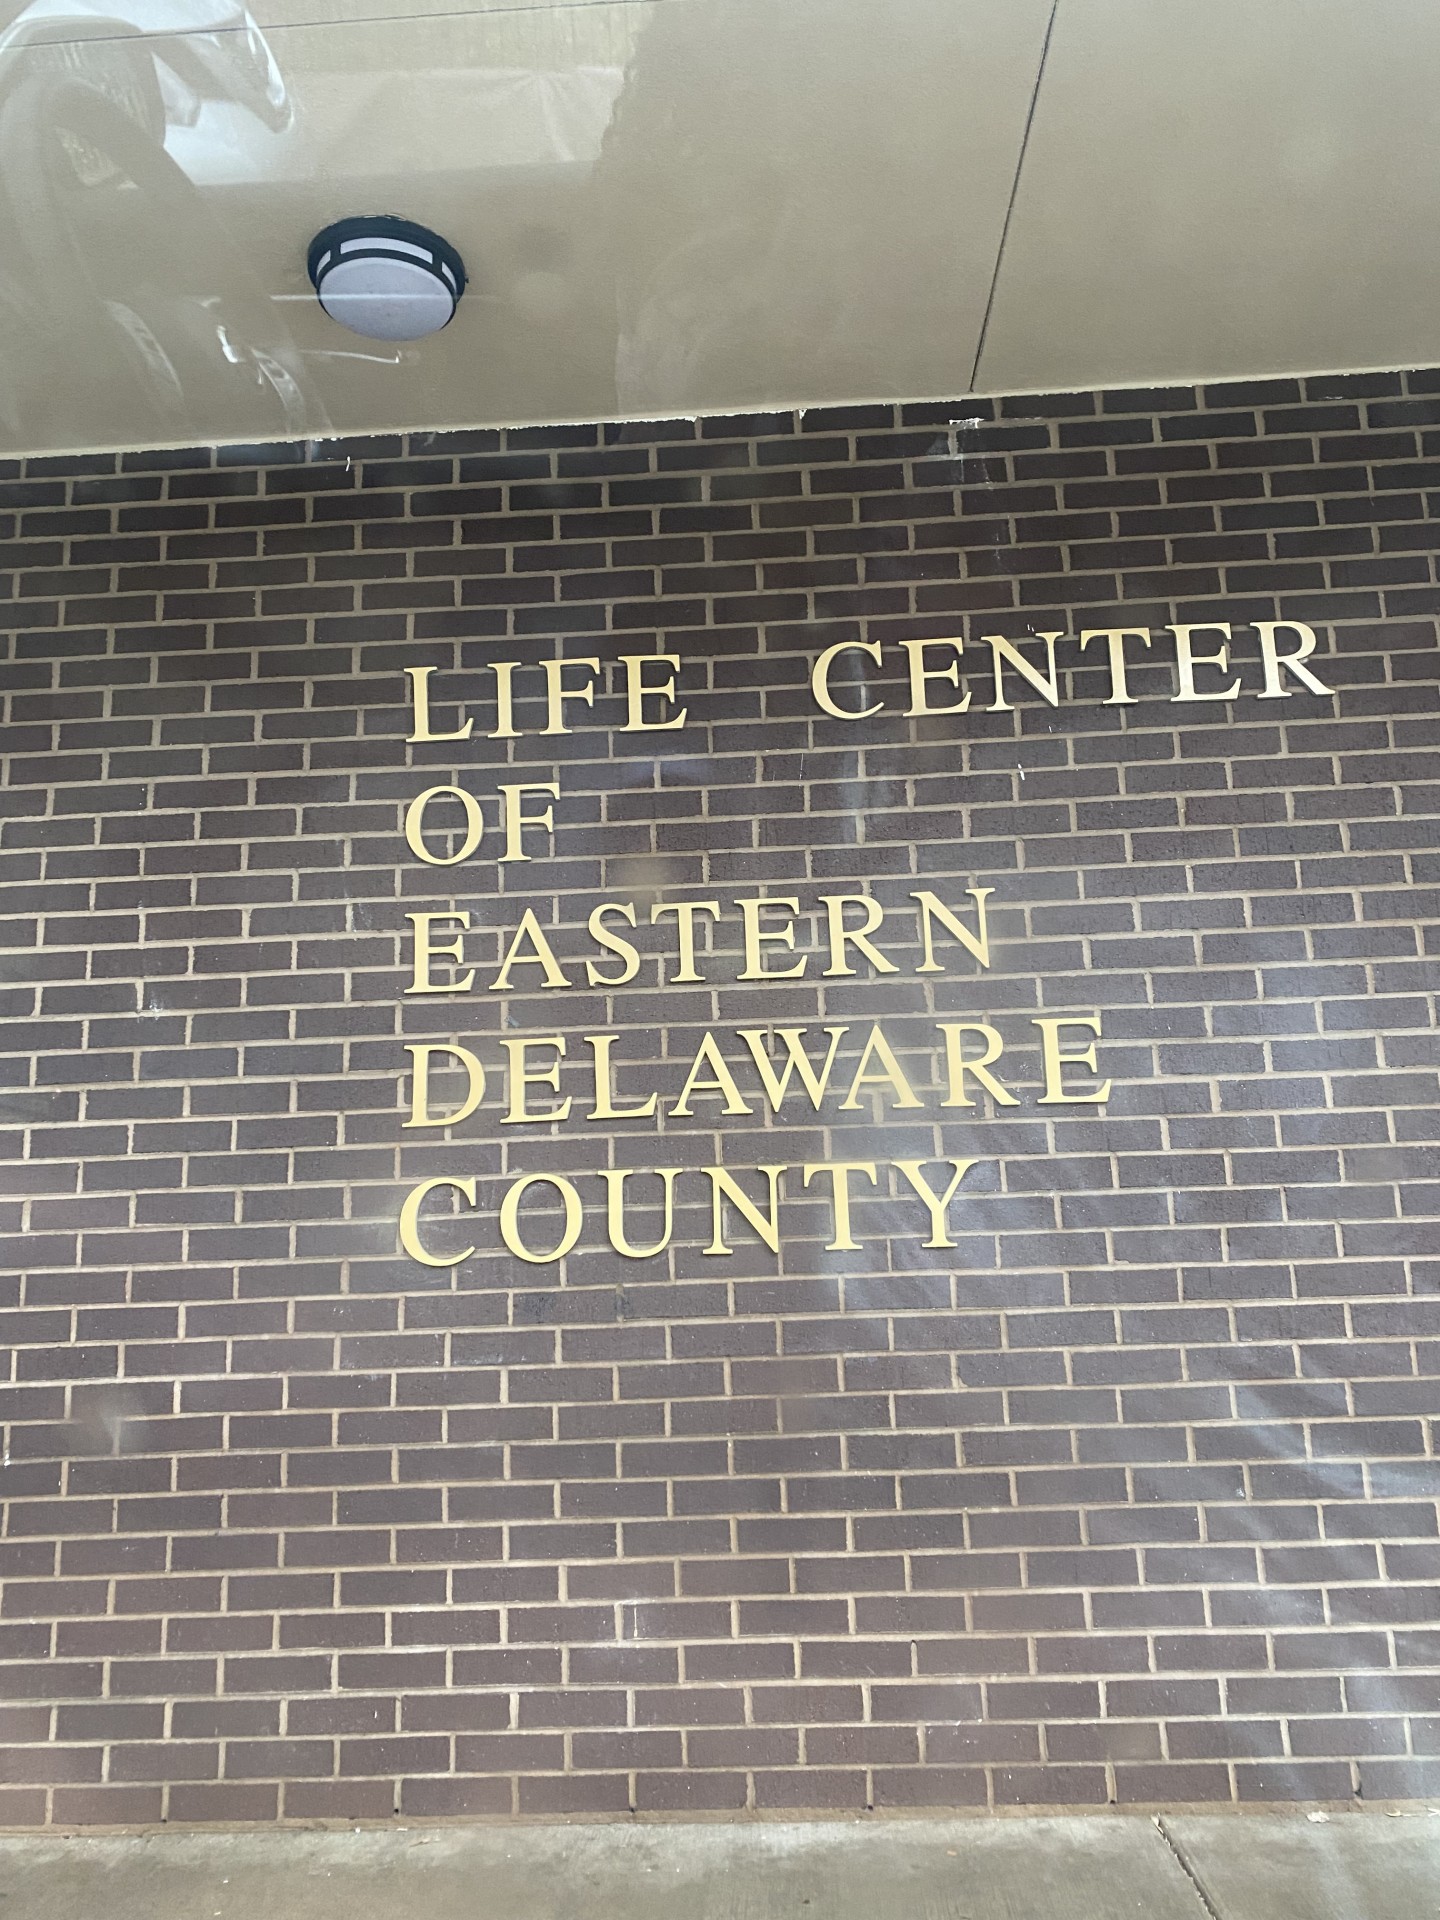 LIFE CENTER
OF
EASTERN
DELAWARE
COUNTY